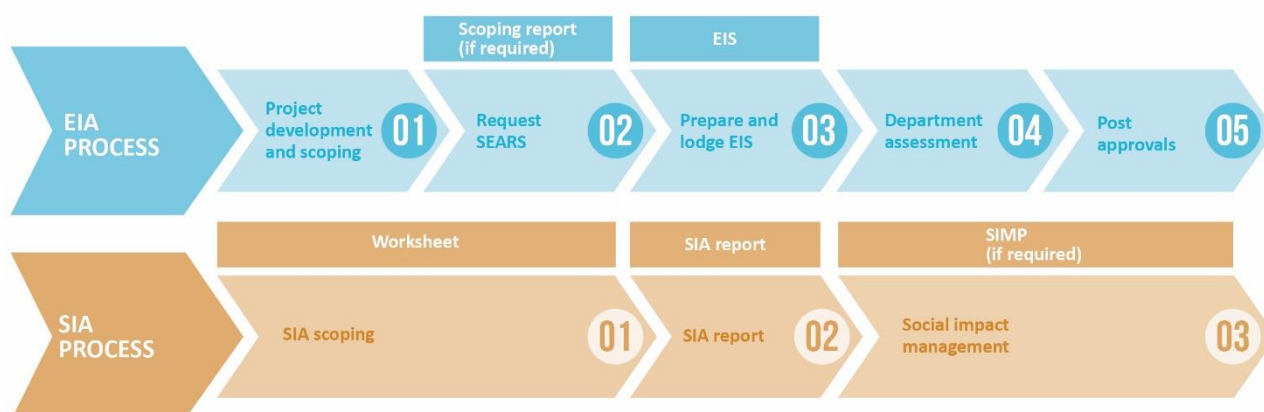 Scoping report
(if required)
EIS
EIA
PROCESS
Project
development
and scoping
01
Request
SEARS
02
Prepare and
lodge EIS
03
Department
assessment
04
Post
approvals
05
Worksheet
SIA report
SIMP
(if required)
SIA
PROCESS
SIA scoping
01
SIA report
02
Social impact
management
03